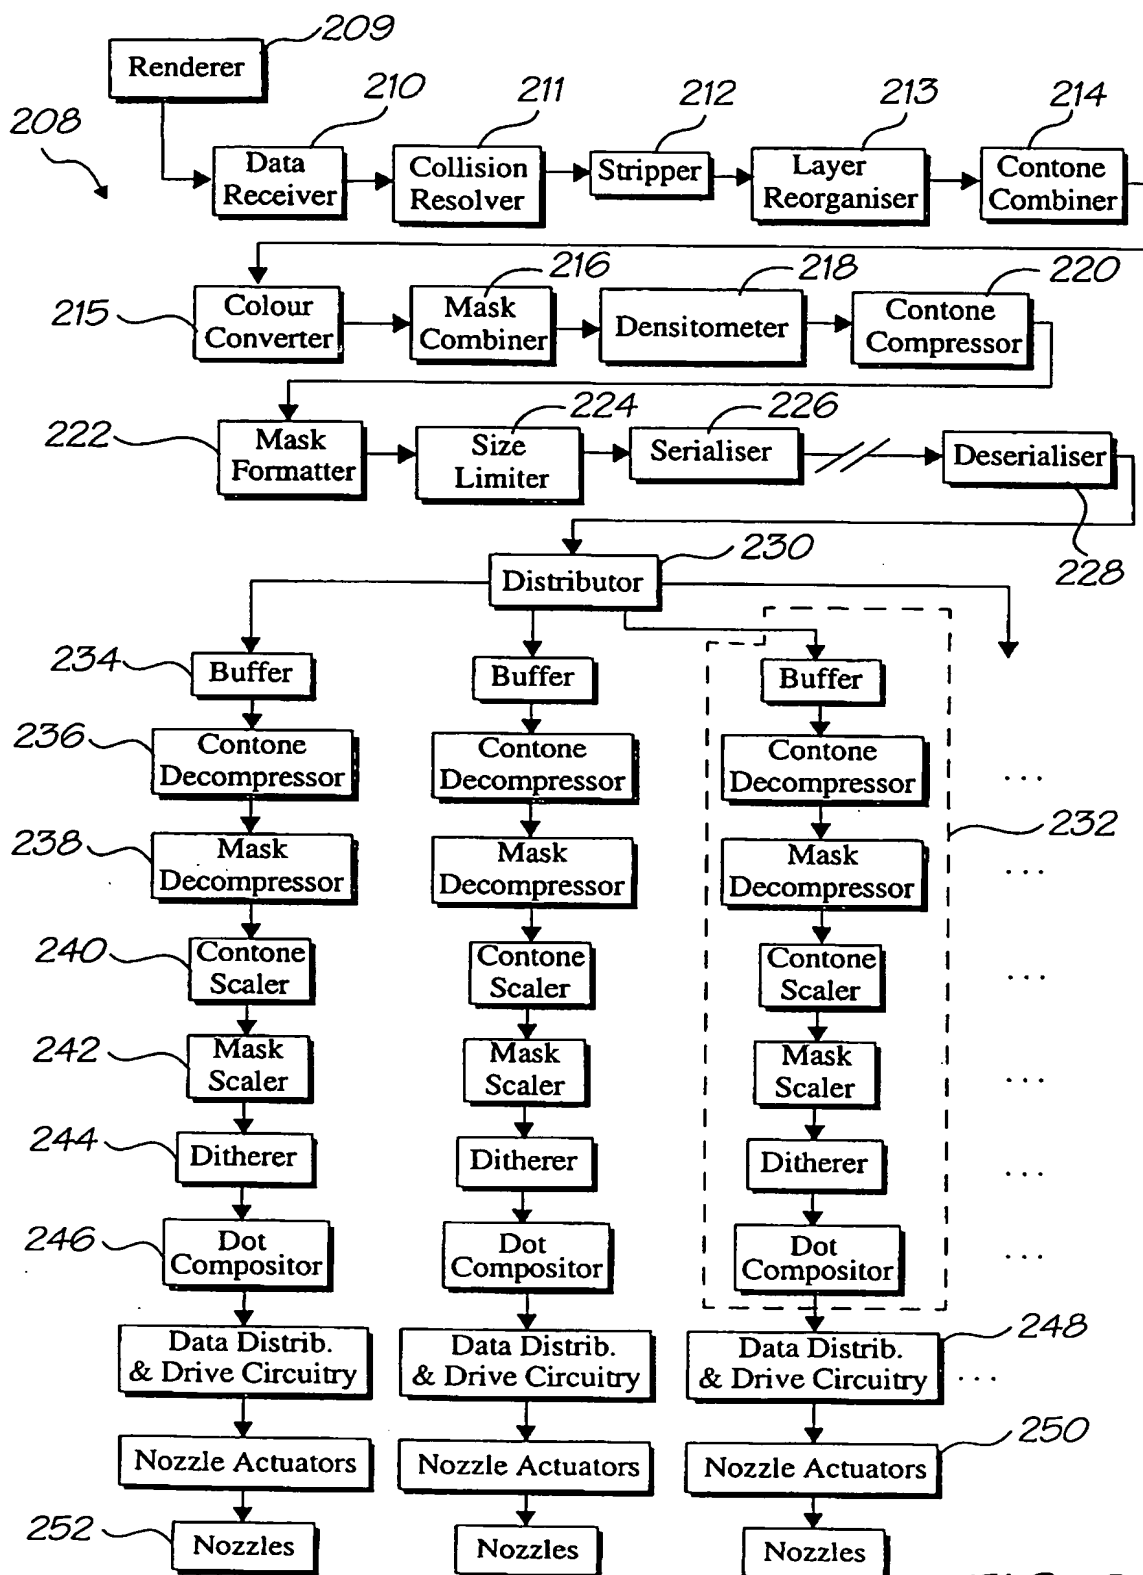 209
Renderer
208
210
211
212
213
214
Data
Receiver
Collision
Resolver
Stripper
Layer
Reorganiser
Contone
Combiner
215
216
218
220
Colour
Converter
Mask
Combiner
Densitometer
Contone
Compressor
222
224
226
228
Mask
Formatter
Size
Limiter
Serialiser
Deserialiser
230
Distributor
234
Buffer
Buffer
Buffer
236
Contone
Decompressor
Contone
Decompressor
Contone
Decompressor
...
232
238
Mask
Decompressor
Mask
Decompressor
Mask
Decompressor
...
240
Contone
Scaler
Contone
Scaler
Contone
Scaler
...
242
Mask
Scaler
Mask
Scaler
Mask
Scaler
...
244
Ditherer
Ditherer
Ditherer
...
246
Dot
Compositor
Dot
Compositor
Dot
Compositor
...
Data Distrib.
& Drive Circuitry
Data Distrib.
& Drive Circuitry
Data Distrib.
& Drive Circuitry
...
248
Nozzle Actuators
Nozzle Actuators
Nozzle Actuators
250
252
Nozzles
Nozzles
Nozzles